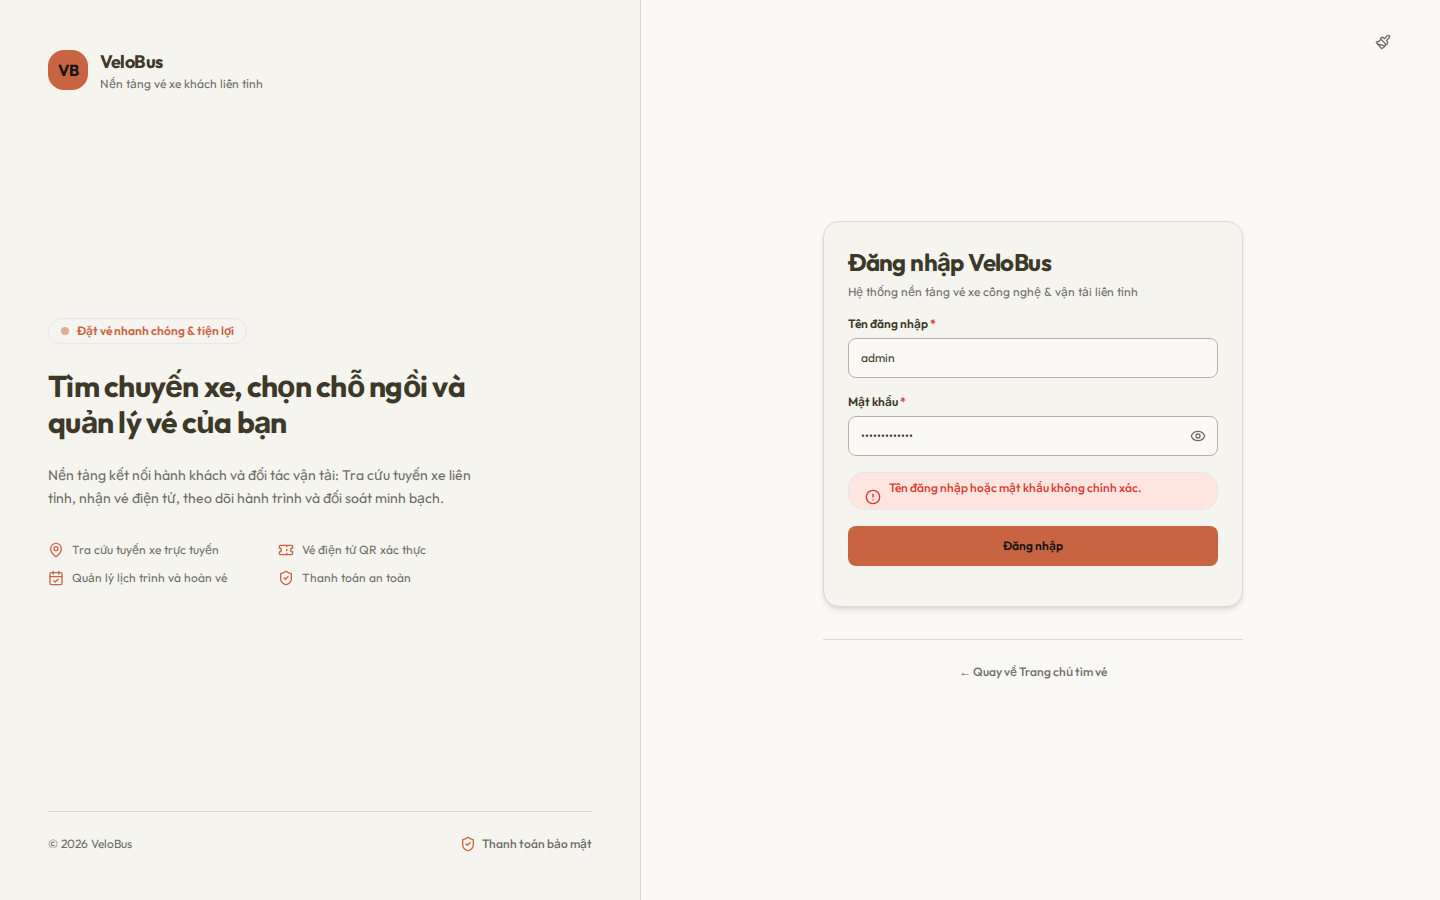 VB
VeloBus
Nền tảng vé xe khách liên tỉnh
Đặt vé nhanh chóng & tiện lợi
Tìm chuyến xe, chọn chỗ ngồi và
quản lý vé của bạn
Nền tảng kết nối hành khách và đối tác vận tải: Tra cứu tuyến xe liên
tỉnh, nhận vé điện tử, theo dõi hành trình và đối soát minh bạch.
Tra cứu tuyến xe trực tuyến
Vé điện tử QR xác thực
Quản lý lịch trình và hoàn vé
Thanh toán an toàn
© 2026 VeloBus
Thanh toán bảo mật
Đăng nhập VeloBus
Hệ thống nền tảng vé xe công nghệ & vận tải liên tỉnh
Tên đăng nhập *
admin
Mật khẩu *
•••••••••••••
Tên đăng nhập hoặc mật khẩu không chính xác.
Đăng nhập
← Quay về Trang chủ tìm vé